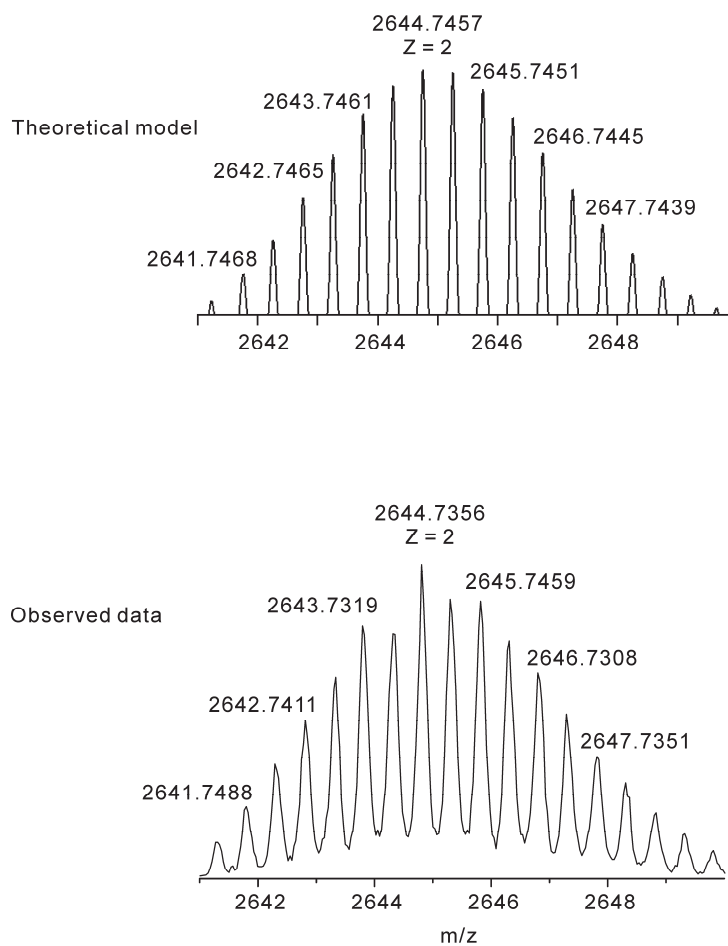 2644.7457
Z = 2
2645.7451
2643.7461
Theoretical model
2646.7445
2642.7465
2647.7439
2641.7468
2642 2644 2646 2648
2644.7356
Z = 2
2645.7459
2643.7319
Observed data
2646.7308
2642.7411
2647.7351
2641.7488
2642 2644 2646 2648
m/z